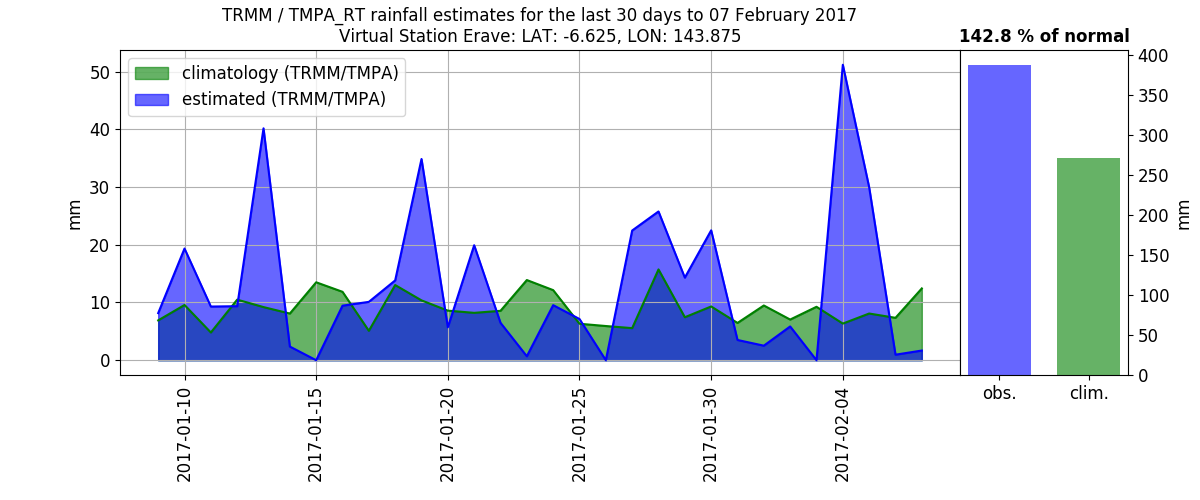 TRMM / TMPA_RT rainfall estimates for the last 30 days to 07 February 2017
Virtual Station Erave: LAT: -6.625, LON: 143.875
142.8 % of normal
climatology (TRMM/TMPA)
estimated (TRMM/TMPA)
mm
50
40
30
20
10
0
2017-01-10
2017-01-15
2017-01-20
2017-01-25
2017-01-30
2017-02-04
400
350
300
250
200
150
100
50
0
mm
obs.
clim.